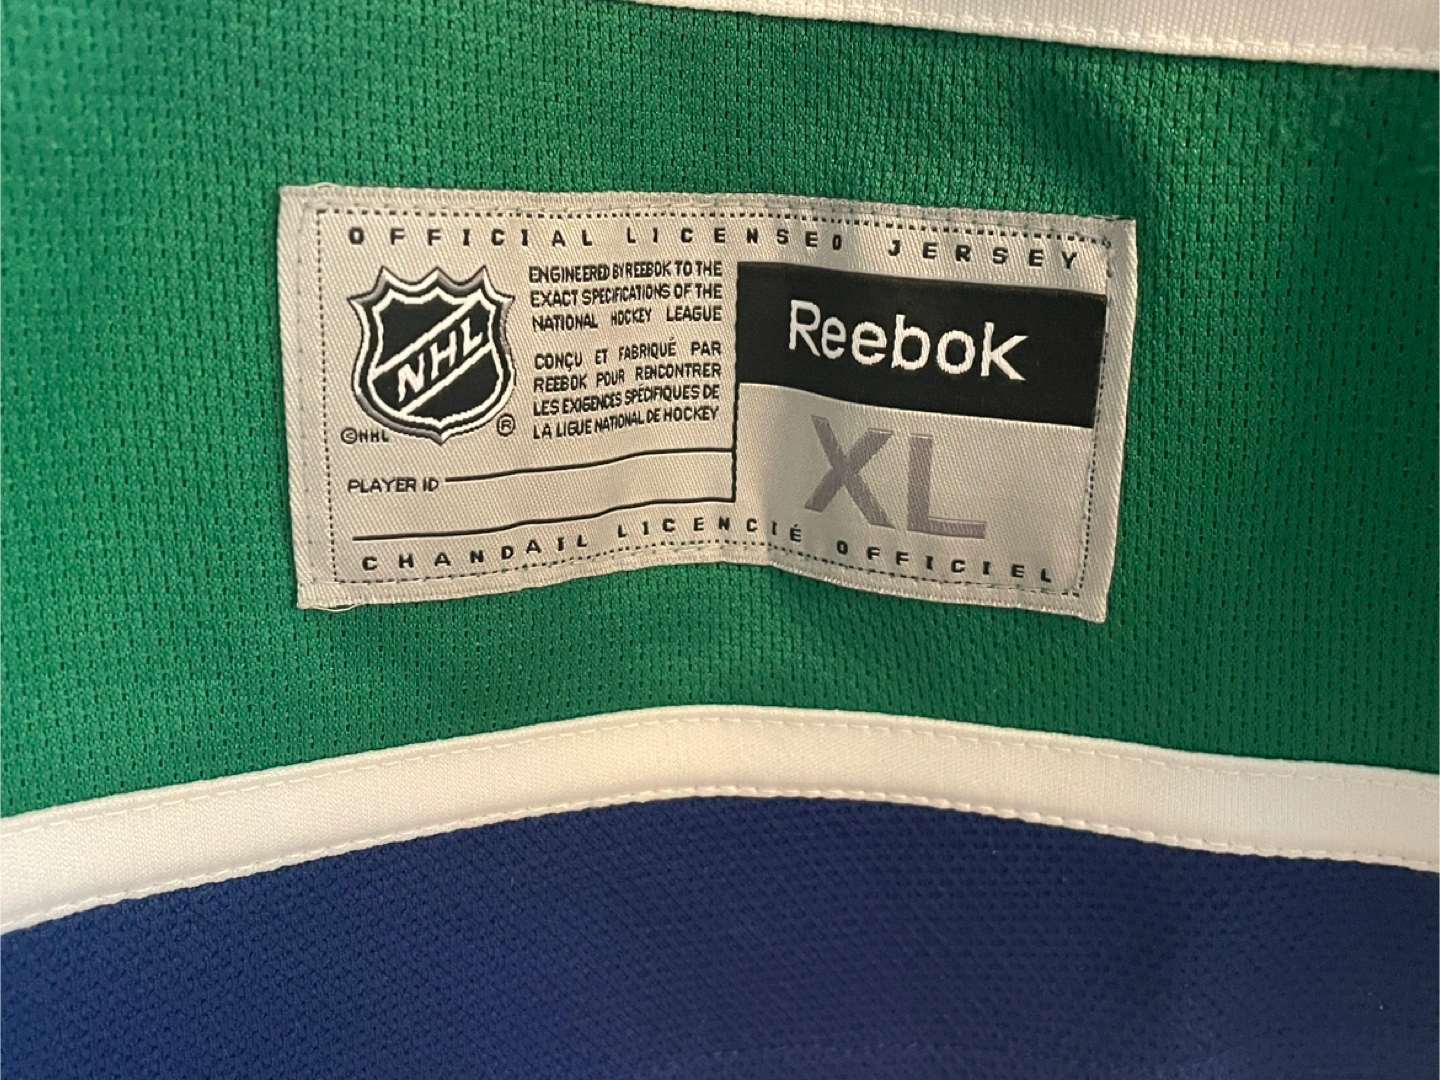 OFFICIAL LICENSED JERSEY
NHL
®
©NHL
ENGINEERED BY REEBOK TO THE
EXACT SPECIFICATIONS OF THE
NATIONAL HOCKEY LEAGUE
CONÇU ET FABRIQUÉ PAR
REEBOK POUR RENCONTRER
LES EXIGENCES SPÉCIFIQUES DE
LA LIGUE NATIONAL DE HOCKEY
PLAYER ID
Reebok
XL
CHANDAIL LICENCIÉ OFFICIEL